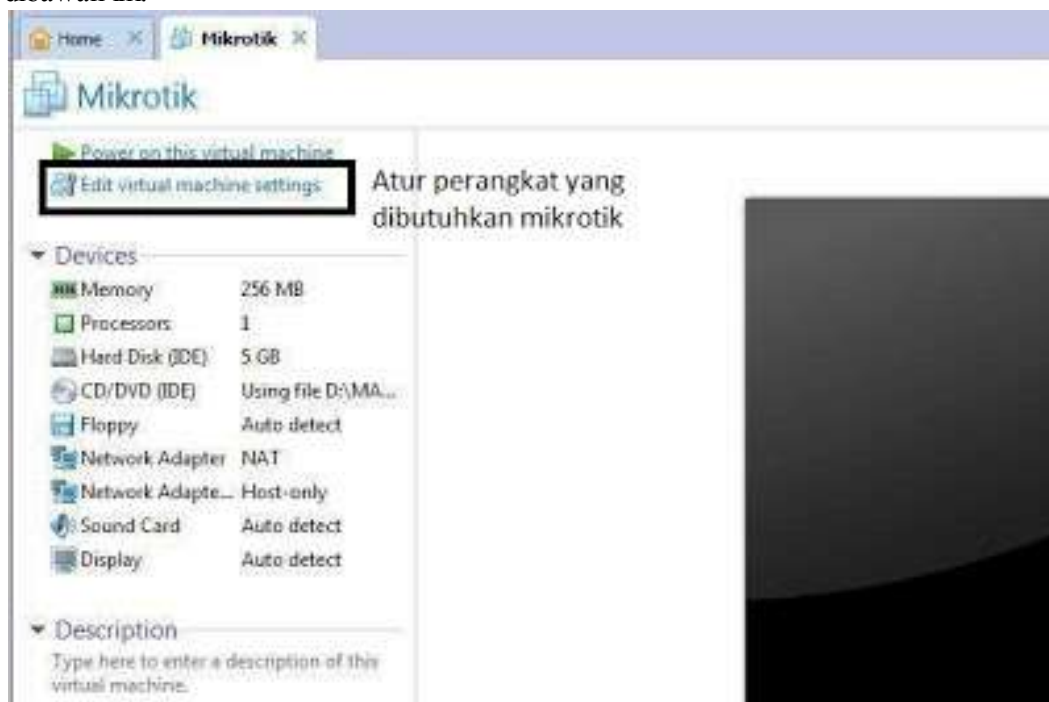 Home
Mikrotik
Mikrotik
Power on this virtual machine
Edit virtual machine settings
Atur perangkat yang
dibutuhkan mikrotik
Devices
Memory 256 MB
Processors 1
Hard Disk (IDE) 5 GB
CD/DVD (IDE) Using file D:\MA...
Floppy Auto detect
Network Adapter NAT
Network Adapte... Host-only
Sound Card Auto detect
Display Auto detect
Description
Type here to enter a description of this
virtual machine.